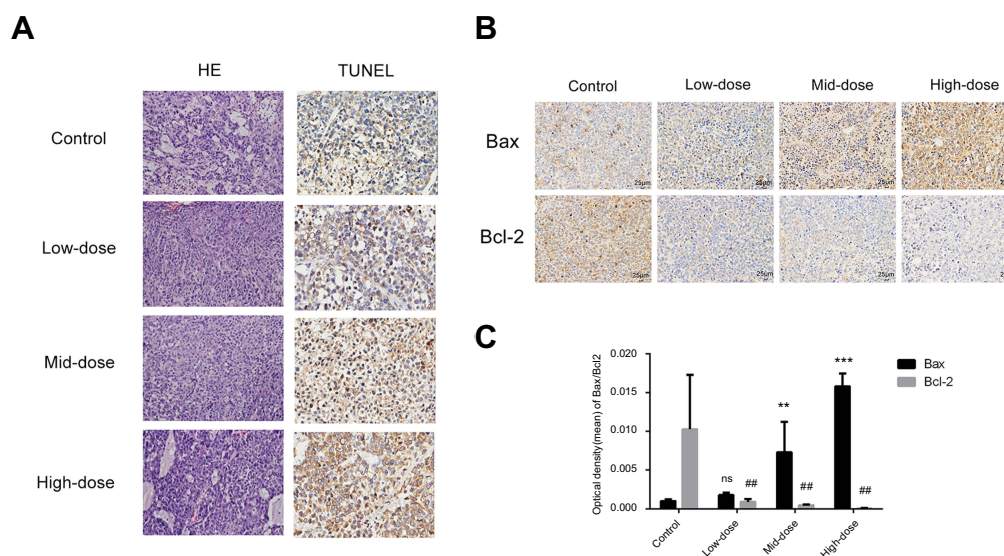 A
HE
TUNEL
Control
Low-dose
Mid-dose
High-dose
B
Control
Low-dose
Mid-dose
High-dose
Bax
25μm
25μm
25μm
25μm
Bcl-2
25μm
25μm
25μm
2
C
Optical density(mean) of Bax/Bcl2
0.020
0.015
0.010
0.005
0.000
ns
##
**
##
***
##
Bax
Bcl-2
Control
Low-dose
Mid-dose
High-dose